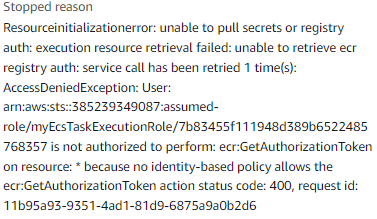 Stopped reason
Resourceinitializationerror: unable to pull secrets or registry
auth: execution resource retrieval failed: unable to retrieve ecr
registry auth: service call has been retried 1 time(s):
AccessDeniedException: User:
arn:aws:sts::385239349087:assumed-
role/myEcsTaskExecutionRole/7b83455f111948d389b6522485
768357 is not authorized to perform: ecr:GetAuthorizationToken
on resource: * because no identity-based policy allows the
ecr:GetAuthorizationToken action status code: 400, request id:
11b95a93-9351-4ad1-81d9-6875a9a0b2d6